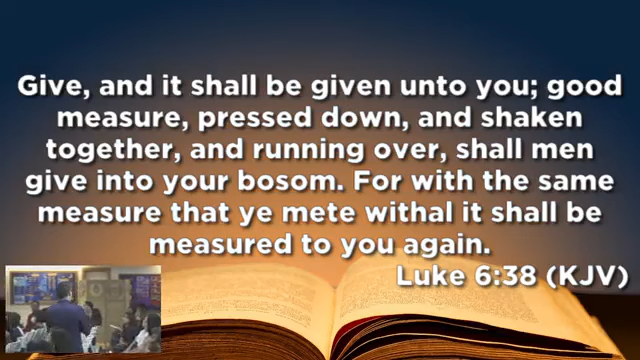 Give, and it shall be given unto you; good
measure, pressed down, and shaken
together, and running over, shall men
give into your bosom. For with the same
measure that ye mete withal it shall be
measured to you again.
Luke 6:38 (KJV)